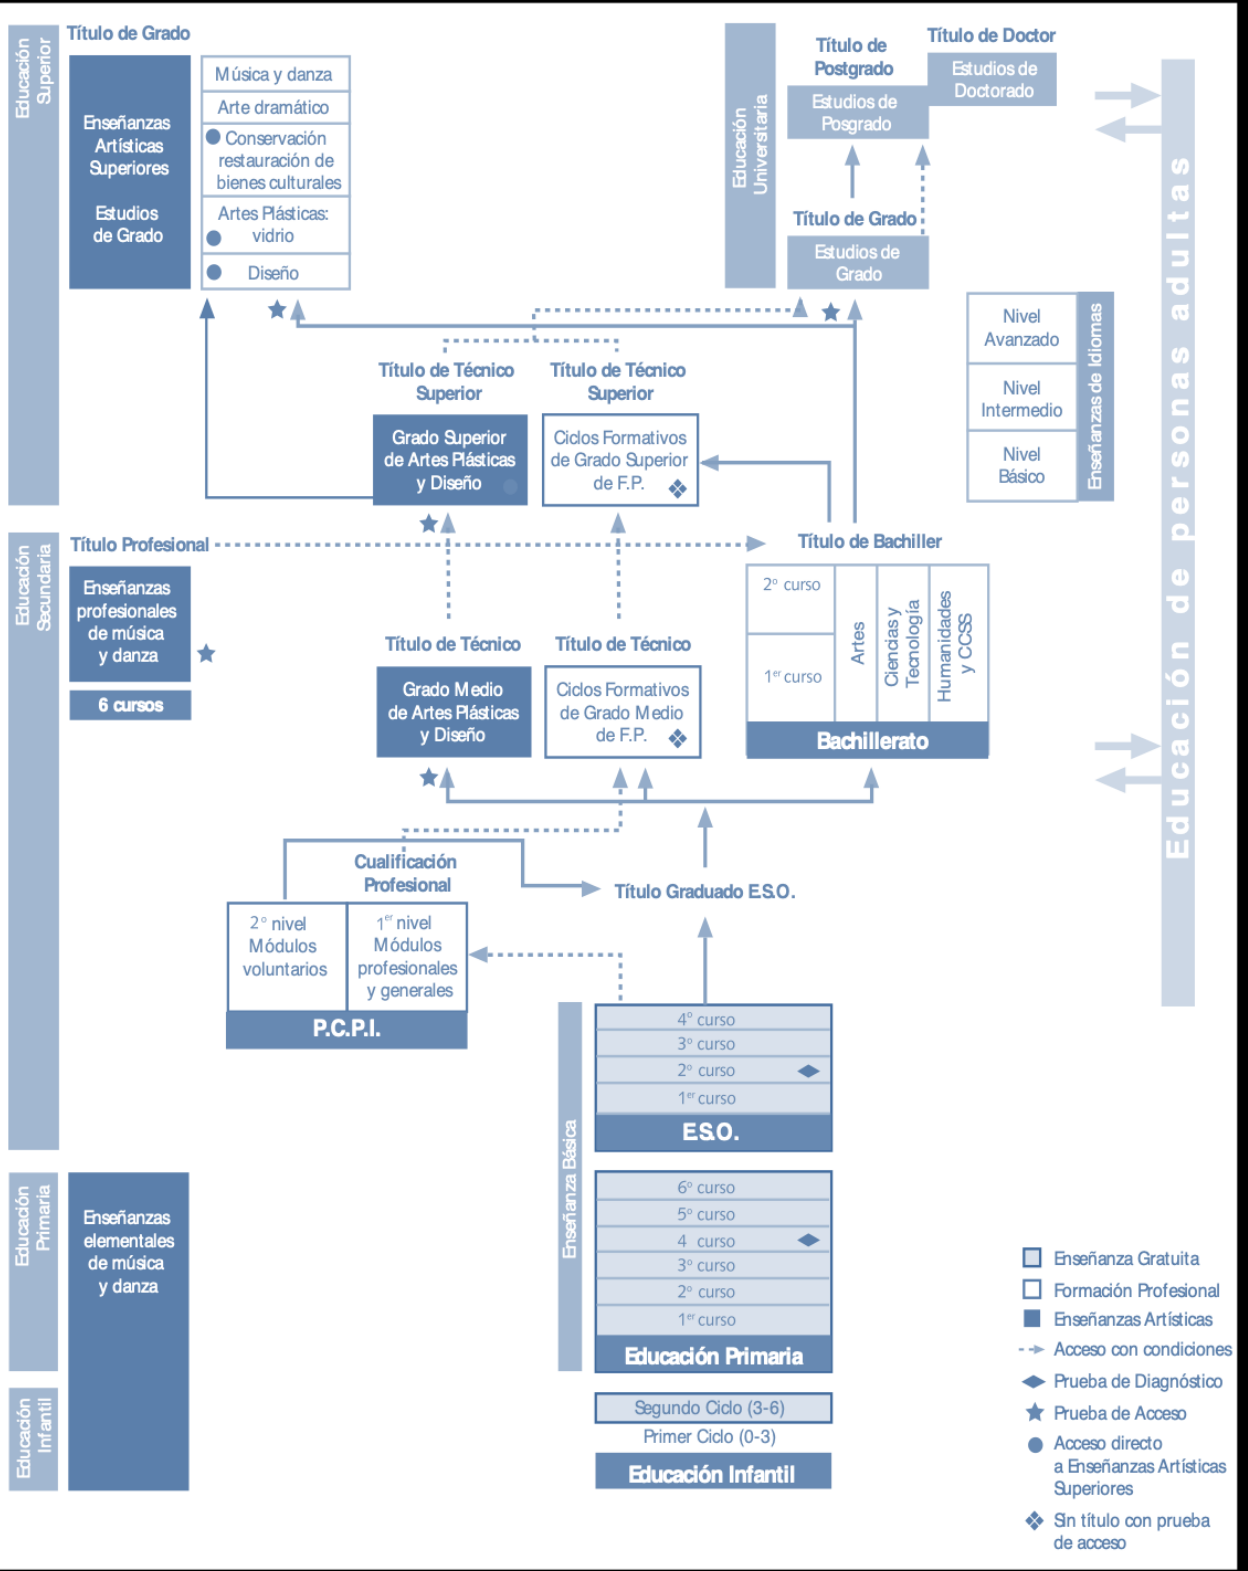 Educación
Superior
Título de Grado
Enseñanzas
Artísticas
Superiores
Estudios
de Grado
Música y danza
Arte dramático
Conservación
restauración de
bienes culturales
Artes Plásticas:
vidrio
Diseño
Educación
Universitaria
Título de
Postgrado
Estudios de
Posgrado
Título de Doctor
Estudios de
Doctorado
Título de Grado
Estudios de
Grado
Educación de personas adultas
Nivel
Avanzado
Nivel
Intermedio
Nivel
Básico
Enseñanzas de Idiomas
Título de Técnico
Superior
Grado Superior
de Artes Plásticas
y Diseño
Título de Técnico
Superior
Ciclos Formativos
de Grado Superior
de F.P.
Educación
Secundaria
Título Profesional
Enseñanzas
profesionales
de música
y danza
6 cursos
Título de Técnico
Grado Medio
de Artes Plásticas
y Diseño
Título de Técnico
Ciclos Formativos
de Grado Medio
de F.P.
Título de Bachiller
2º curso
1er curso
Artes
Ciencias y
Tecnología
Humanidades
y CCSS
Bachillerato
Cualificación
Profesional
Título Graduado E.S.O.
2º nivel
Módulos
voluntarios
1er nivel
Módulos
profesionales
y generales
P.C.P.I.
Enseñanza Básica
4º curso
3º curso
2º curso
1er curso
E.S.O.
Educación
Primaria
Enseñanzas
elementales
de música
y danza
6º curso
5º curso
4 curso
3º curso
2º curso
1er curso
Educación Primaria
Educación
Infantil
Segundo Ciclo (3-6)
Primer Ciclo (0-3)
Educación Infantil
Enseñanza Gratuita
Formación Profesional
Enseñanzas Artísticas
Acceso con condiciones
Prueba de Diagnóstico
Prueba de Acceso
Acceso directo
a Enseñanzas Artísticas
Superiores
Sin título con prueba
de acceso